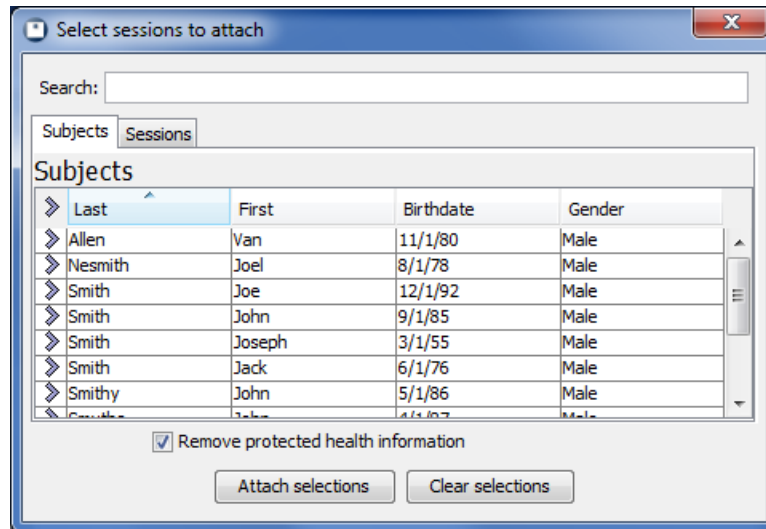 Select sessions to attach
Search:
Subjects Sessions
Subjects
Last First Birthdate Gender
Allen Van 11/1/80 Male
Nesmith Joel 8/1/78 Male
Smith Joe 12/1/92 Male
Smith John 9/1/85 Male
Smith Joseph 3/1/55 Male
Smith Jack 6/1/76 Male
Smithy John 5/1/86 Male
Remove protected health information
Attach selections Clear selections